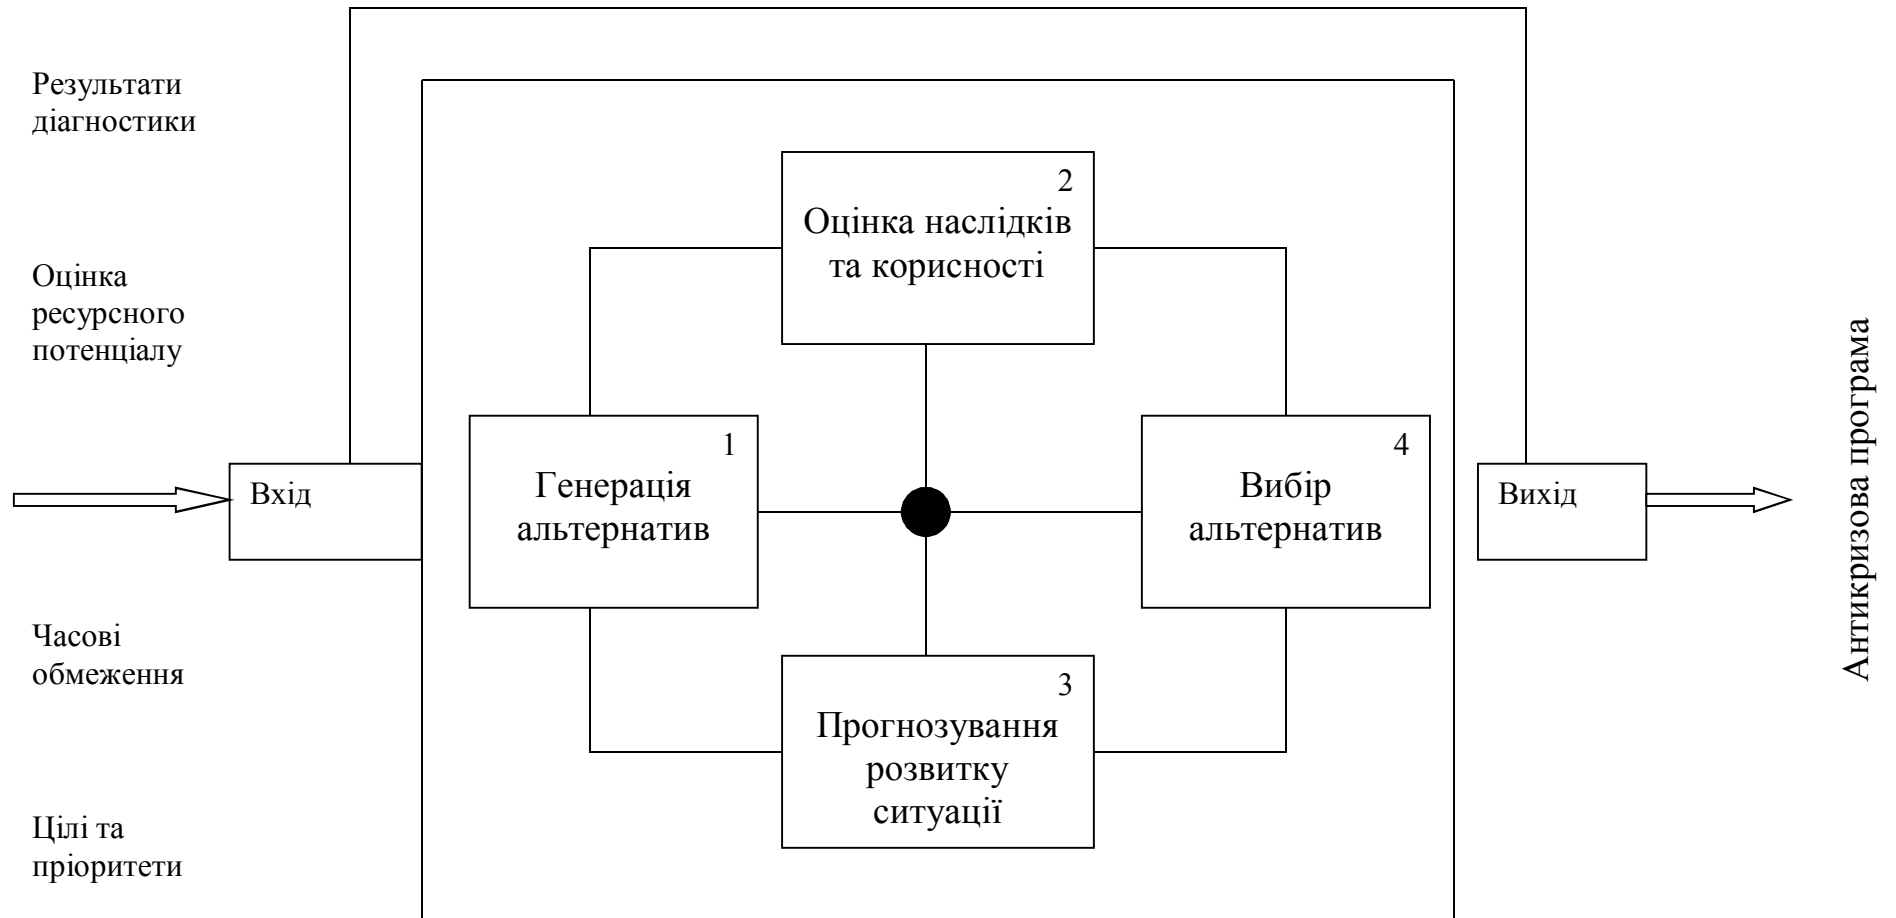 Результати
діагностики
Оцінка
ресурсного
потенціалу
Часові
обмеження
Цілі та
пріоритети
Вхід
1
Генерація
альтернатив
2
Оцінка наслідків
та корисності
3
Прогнозування
розвитку
ситуації
4
Вибір
альтернатив
Вихід
Антикризова програма